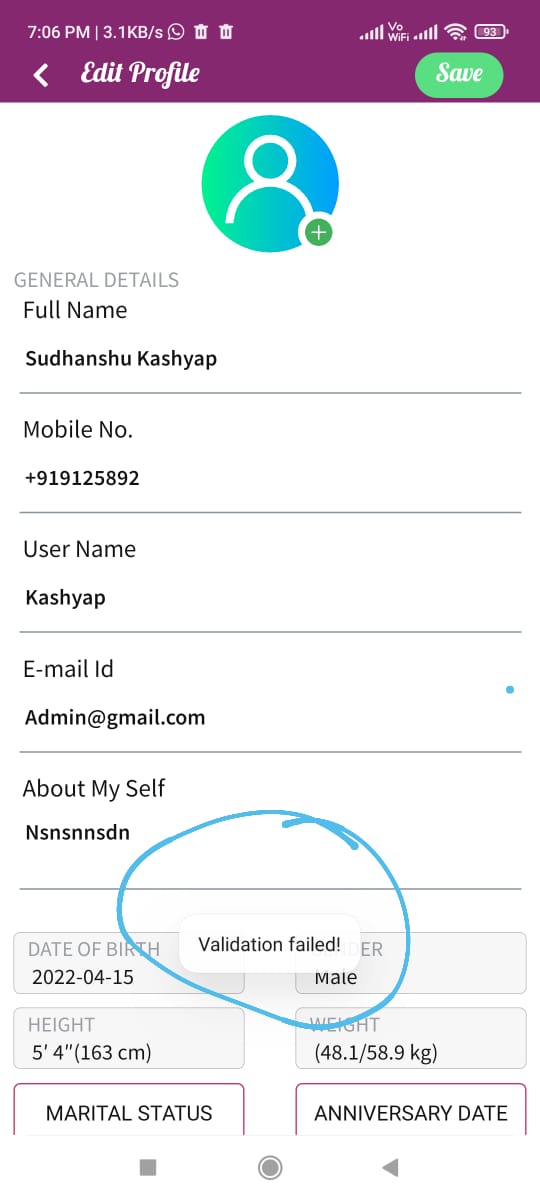 7:06 PM | 3.1KB/s
Vo
WiFi
93
Edit Profile
Save
GENERAL DETAILS
Full Name
Sudhanshu Kashyap
Mobile No.
+919125892
User Name
Kashyap
E-mail Id
Admin@gmail.com
About My Self
Nsnsnnsdn
Validation failed!
DATE OF BIRTH
2022-04-15
Male
HEIGHT
WEIGHT
5' 4"(163 cm)
(48.1/58.9 kg)
MARITAL STATUS
ANNIVERSARY DATE